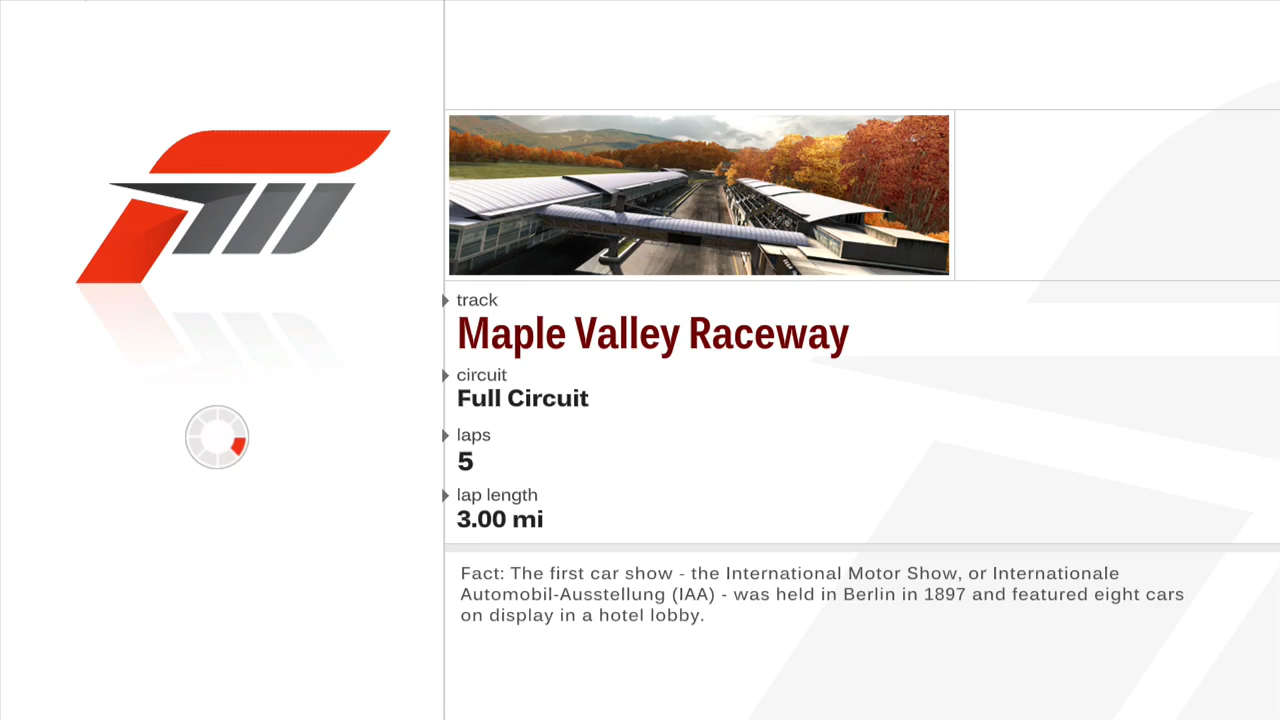 track
Maple Valley Raceway
circuit
Full Circuit
laps
5
lap length
3.00 mi
Fact: The first car show - the International Motor Show, or Internationale
Automobil-Ausstellung (IAA) - was held in Berlin in 1897 and featured eight cars
on display in a hotel lobby.